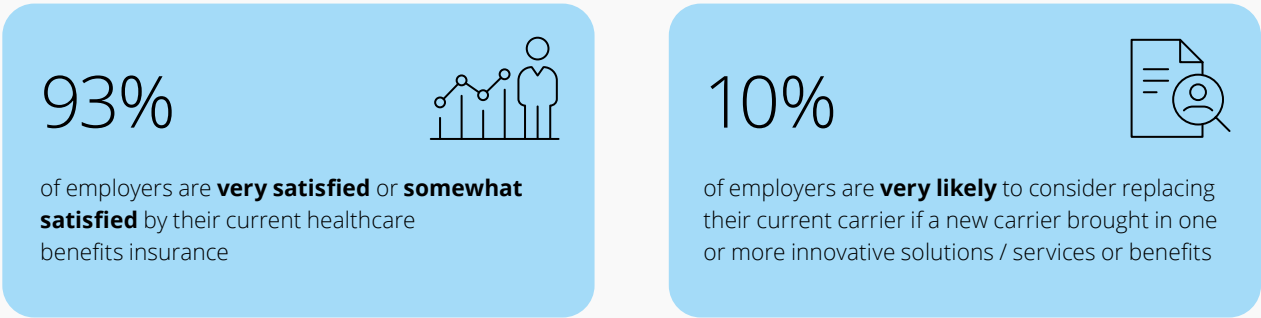 93%
of employers are very satisfied or somewhat
satisfied by their current healthcare
benefits insurance
10%
of employers are very likely to consider replacing
their current carrier if a new carrier brought in one
or more innovative solutions / services or benefits